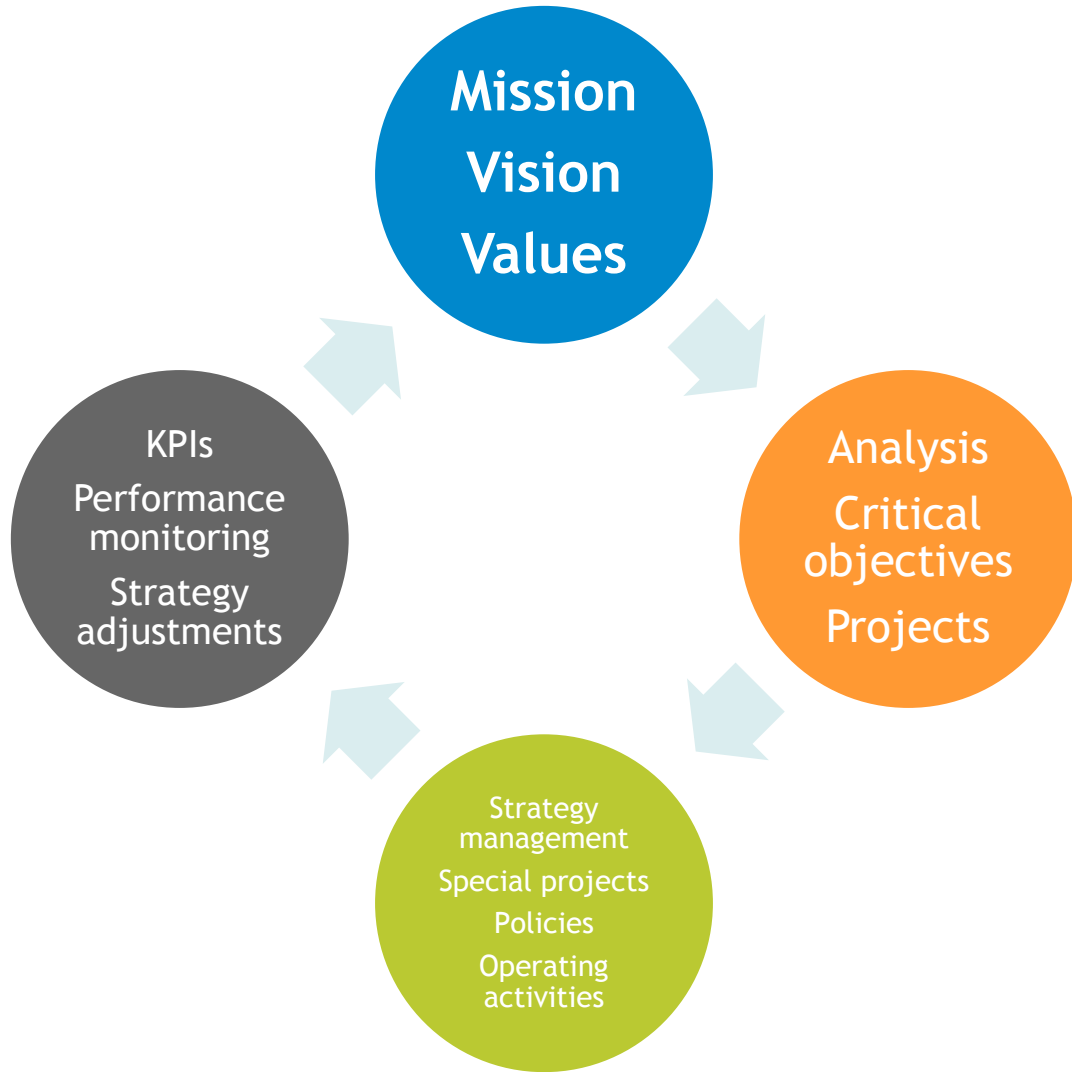 Mission
Vision
Values
Analysis
Critical
objectives
Projects
Strategy
management
Special projects
Policies
Operating
activities
KPIs
Performance
monitoring
Strategy
adjustments